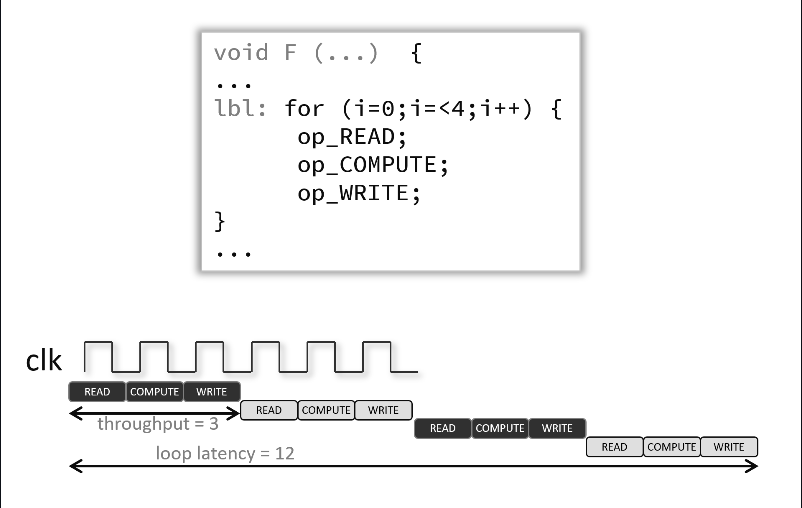 void F (...) {
...
lbl: for (i=0;i=<4;i++) {
op_READ;
op_COMPUTE;
op_WRITE;
}
...
clk
READ COMPUTE WRITE
READ COMPUTE WRITE
throughput = 3
READ COMPUTE WRITE
READ COMPUTE WRITE
loop latency = 12